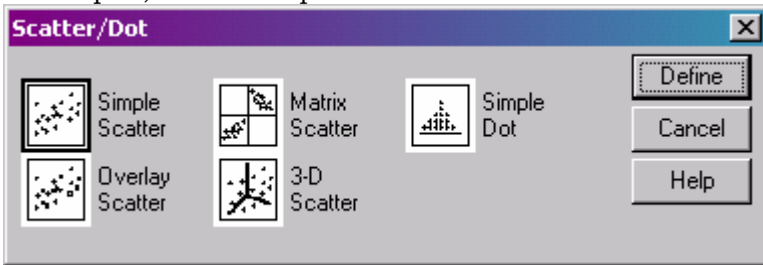 Scatter/Dot
Simple
Scatter
Matrix
Scatter
Simple
Dot
Overlay
Scatter
3-D
Scatter
Define
Cancel
Help